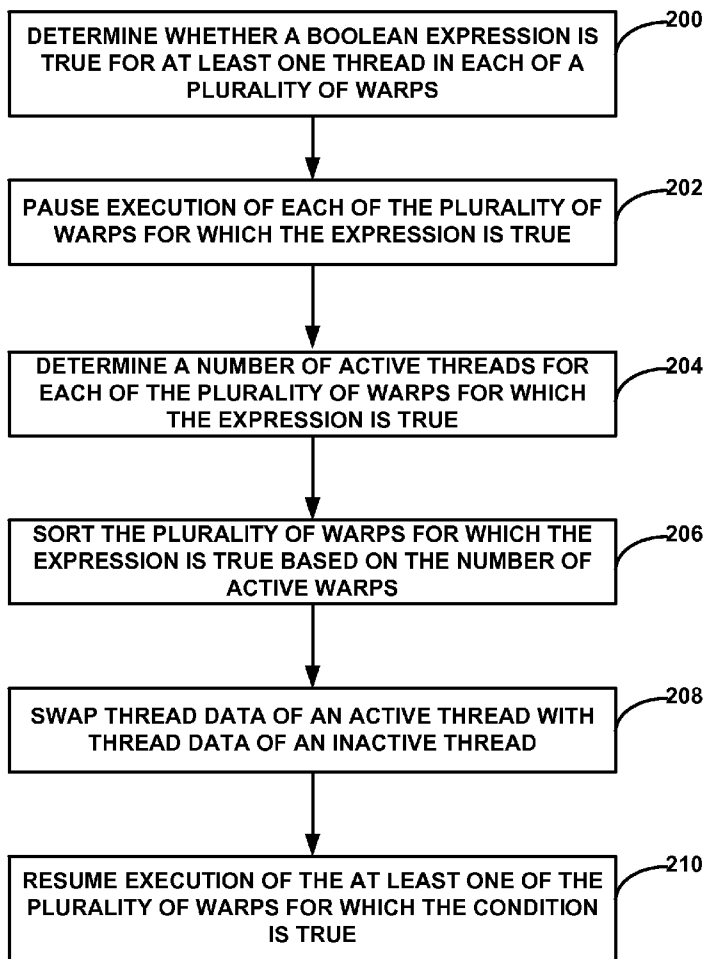 DETERMINE WHETHER A BOOLEAN EXPRESSION IS
TRUE FOR AT LEAST ONE THREAD IN EACH OF A
PLURALITY OF WARPS
200
PAUSE EXECUTION OF EACH OF THE PLURALITY OF
WARPS FOR WHICH THE EXPRESSION IS TRUE
202
DETERMINE A NUMBER OF ACTIVE THREADS FOR
EACH OF THE PLURALITY OF WARPS FOR WHICH
THE EXPRESSION IS TRUE
204
SORT THE PLURALITY OF WARPS FOR WHICH THE
EXPRESSION IS TRUE BASED ON THE NUMBER OF
ACTIVE WARPS
206
SWAP THREAD DATA OF AN ACTIVE THREAD WITH
THREAD DATA OF AN INACTIVE THREAD
208
RESUME EXECUTION OF THE AT LEAST ONE OF THE
PLURALITY OF WARPS FOR WHICH THE CONDITION
IS TRUE
210